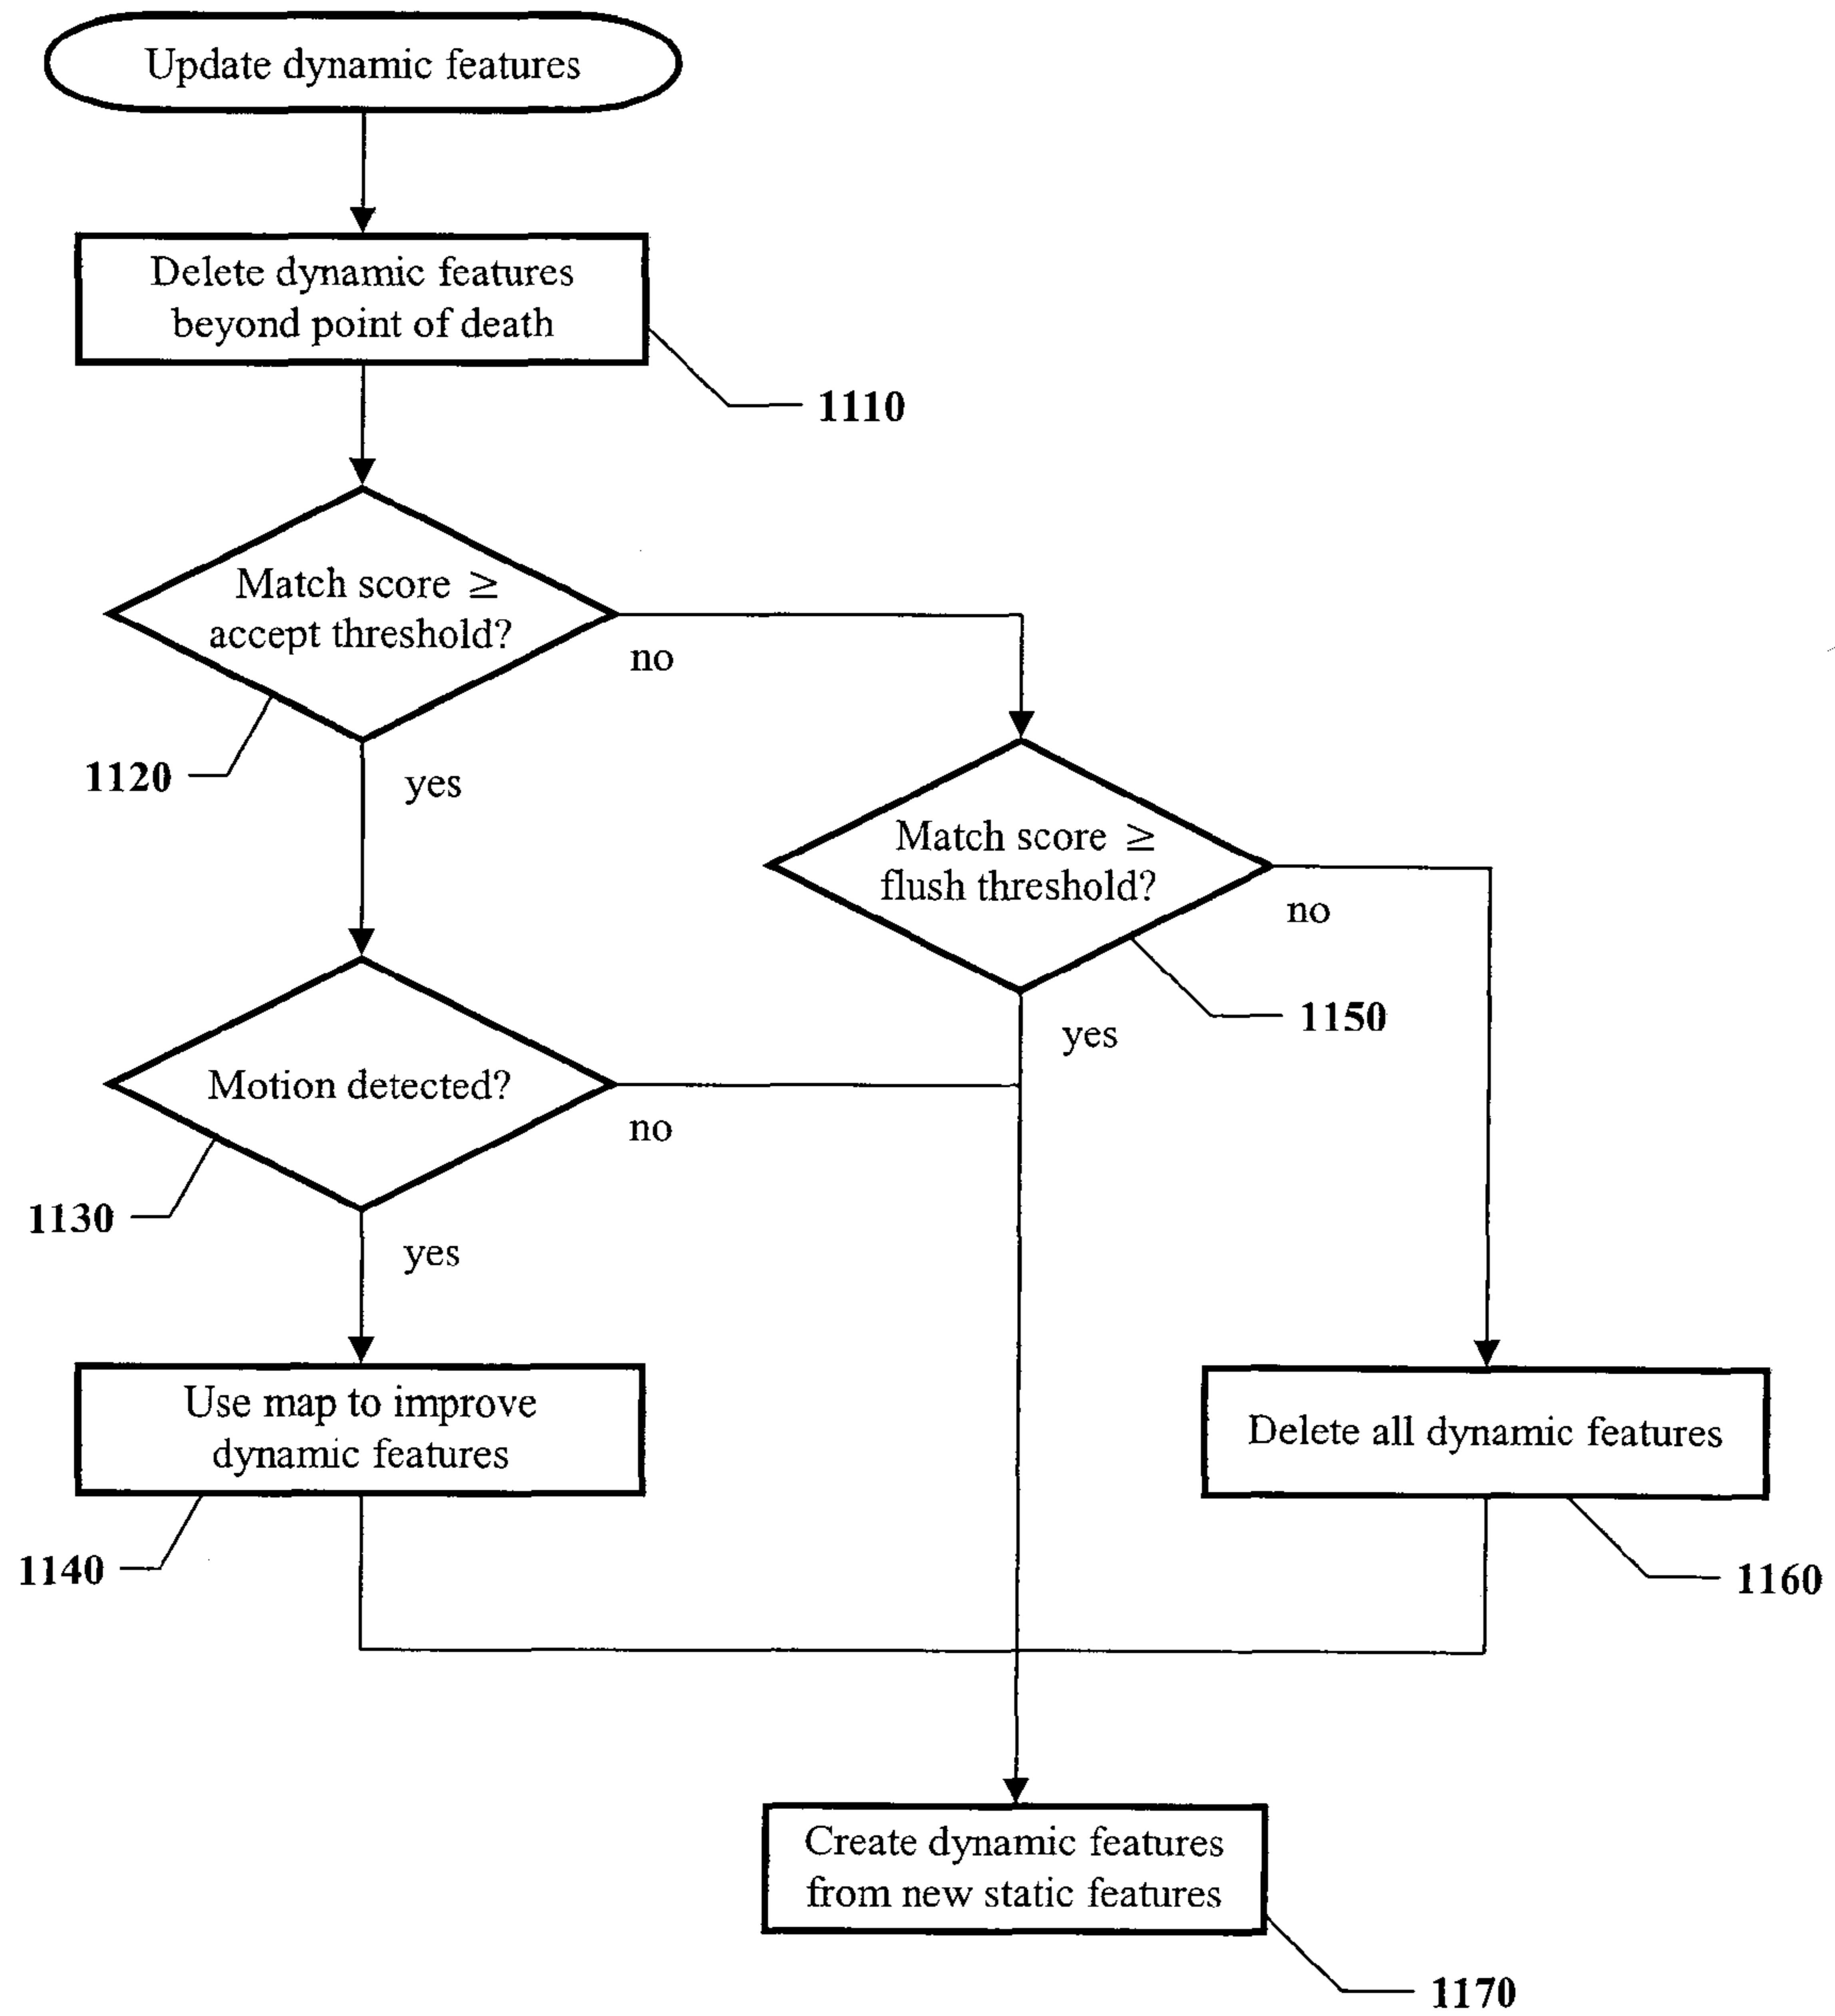 Update dynamic features
Delete dynamic features
beyond point of death
1110
Match score ≥
accept threshold?
no
1120
yes
Match score ≥
flush threshold?
no
1150
yes
Motion detected?
no
1130
yes
Use map to improve
dynamic features
Delete all dynamic features
1140
1160
Create dynamic features
from new static features
1170